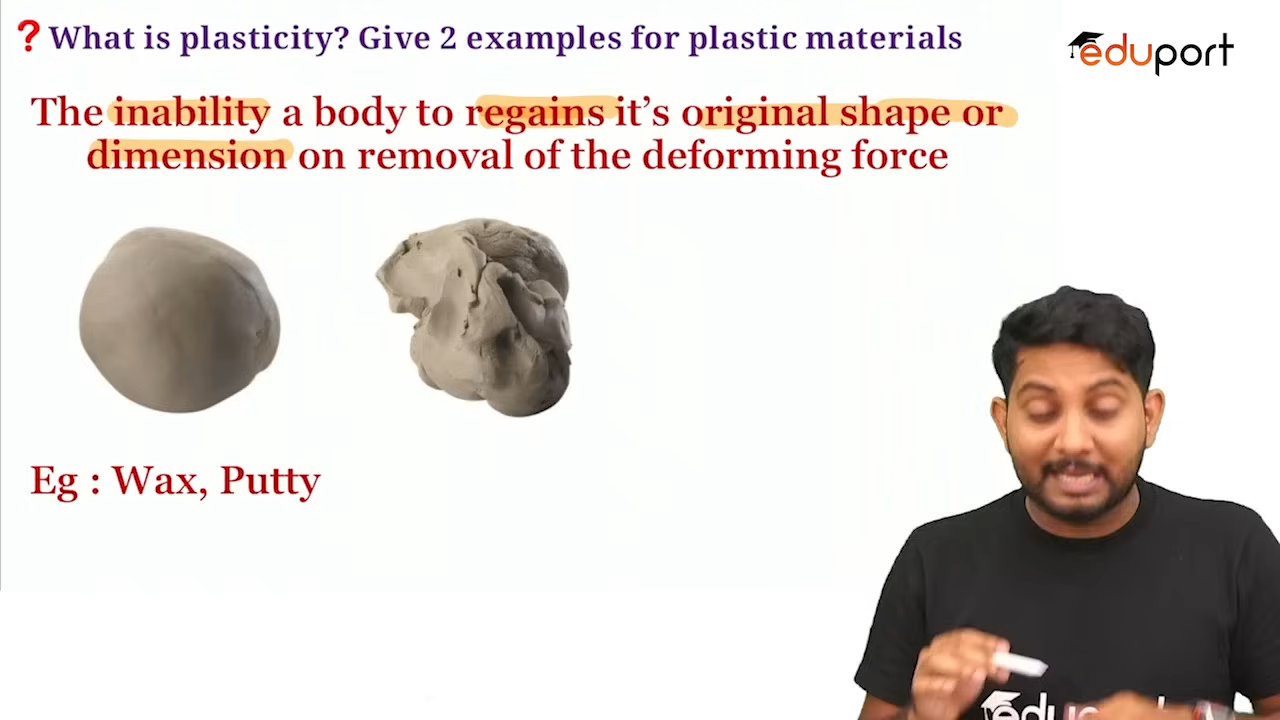 ❓What is plasticity? Give 2 examples for plastic materials
eduport
The inability a body to regains it's original shape or
dimension on removal of the deforming force
Eg : Wax, Putty